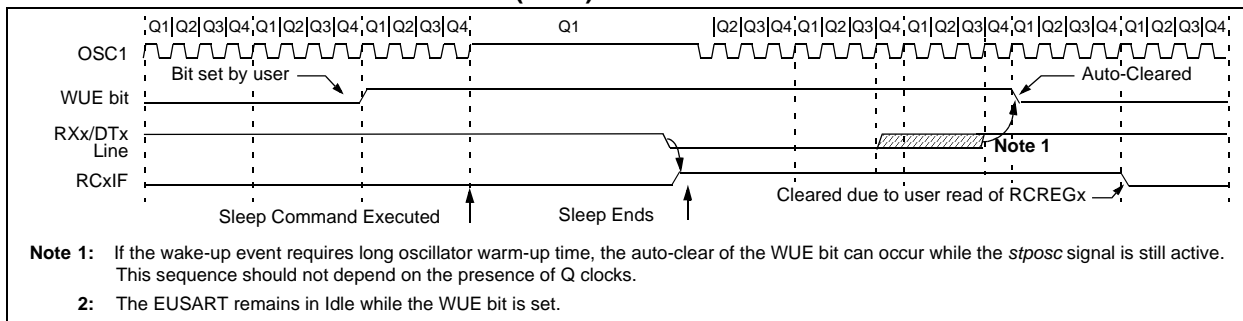 Q1 Q2 Q3 Q4 Q1 Q2 Q3 Q4 Q1 Q2 Q3 Q4 Q1 Q2 Q3 Q4 Q1 Q2 Q3 Q4 Q1 Q2 Q3 Q4 Q1 Q2 Q3 Q4 Q1 Q2 Q3 Q4
OSC1
Bit set by user
Auto-Cleared
WUE bit
RXx/DTx
Line
Note 1
RCxIF
Cleared due to user read of RCREGx
Sleep Command Executed
Sleep Ends
Note 1: If the wake-up event requires long oscillator warm-up time, the auto-clear of the WUE bit can occur while the stposc signal is still active.
This sequence should not depend on the presence of Q clocks.
2: The EUSART remains in Idle while the WUE bit is set.